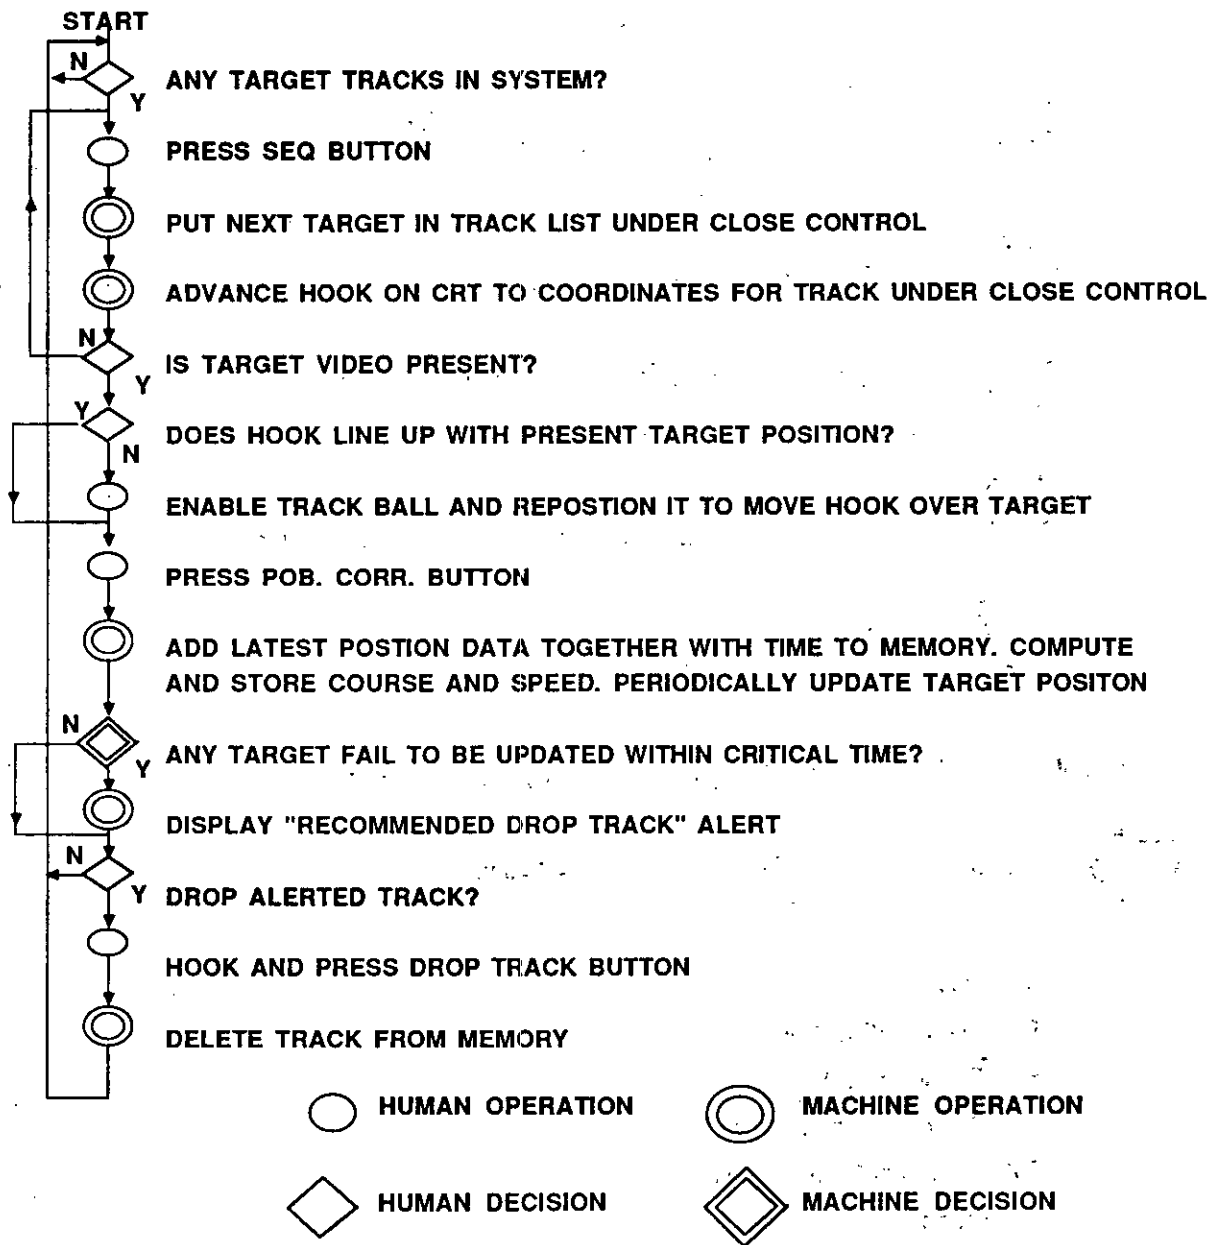 START
N
ANY TARGET TRACKS IN SYSTEM?
Y
PRESS SEQ BUTTON
PUT NEXT TARGET IN TRACK LIST UNDER CLOSE CONTROL
ADVANCE HOOK ON CRT TO COORDINATES FOR TRACK UNDER CLOSE CONTROL
N
IS TARGET VIDEO PRESENT?
Y
Y
DOES HOOK LINE UP WITH PRESENT TARGET POSITION?
N
ENABLE TRACK BALL AND REPOSTION IT TO MOVE HOOK OVER TARGET
PRESS POB. CORR. BUTTON
ADD LATEST POSTION DATA TOGETHER WITH TIME TO MEMORY. COMPUTE
AND STORE COURSE AND SPEED. PERIODICALLY UPDATE TARGET POSITON
N
ANY TARGET FAIL TO BE UPDATED WITHIN CRITICAL TIME?
Y
DISPLAY "RECOMMENDED DROP TRACK" ALERT
N
Y DROP ALERTED TRACK?
HOOK AND PRESS DROP TRACK BUTTON
DELETE TRACK FROM MEMORY
HUMAN OPERATION
MACHINE OPERATION
HUMAN DECISION
MACHINE DECISION